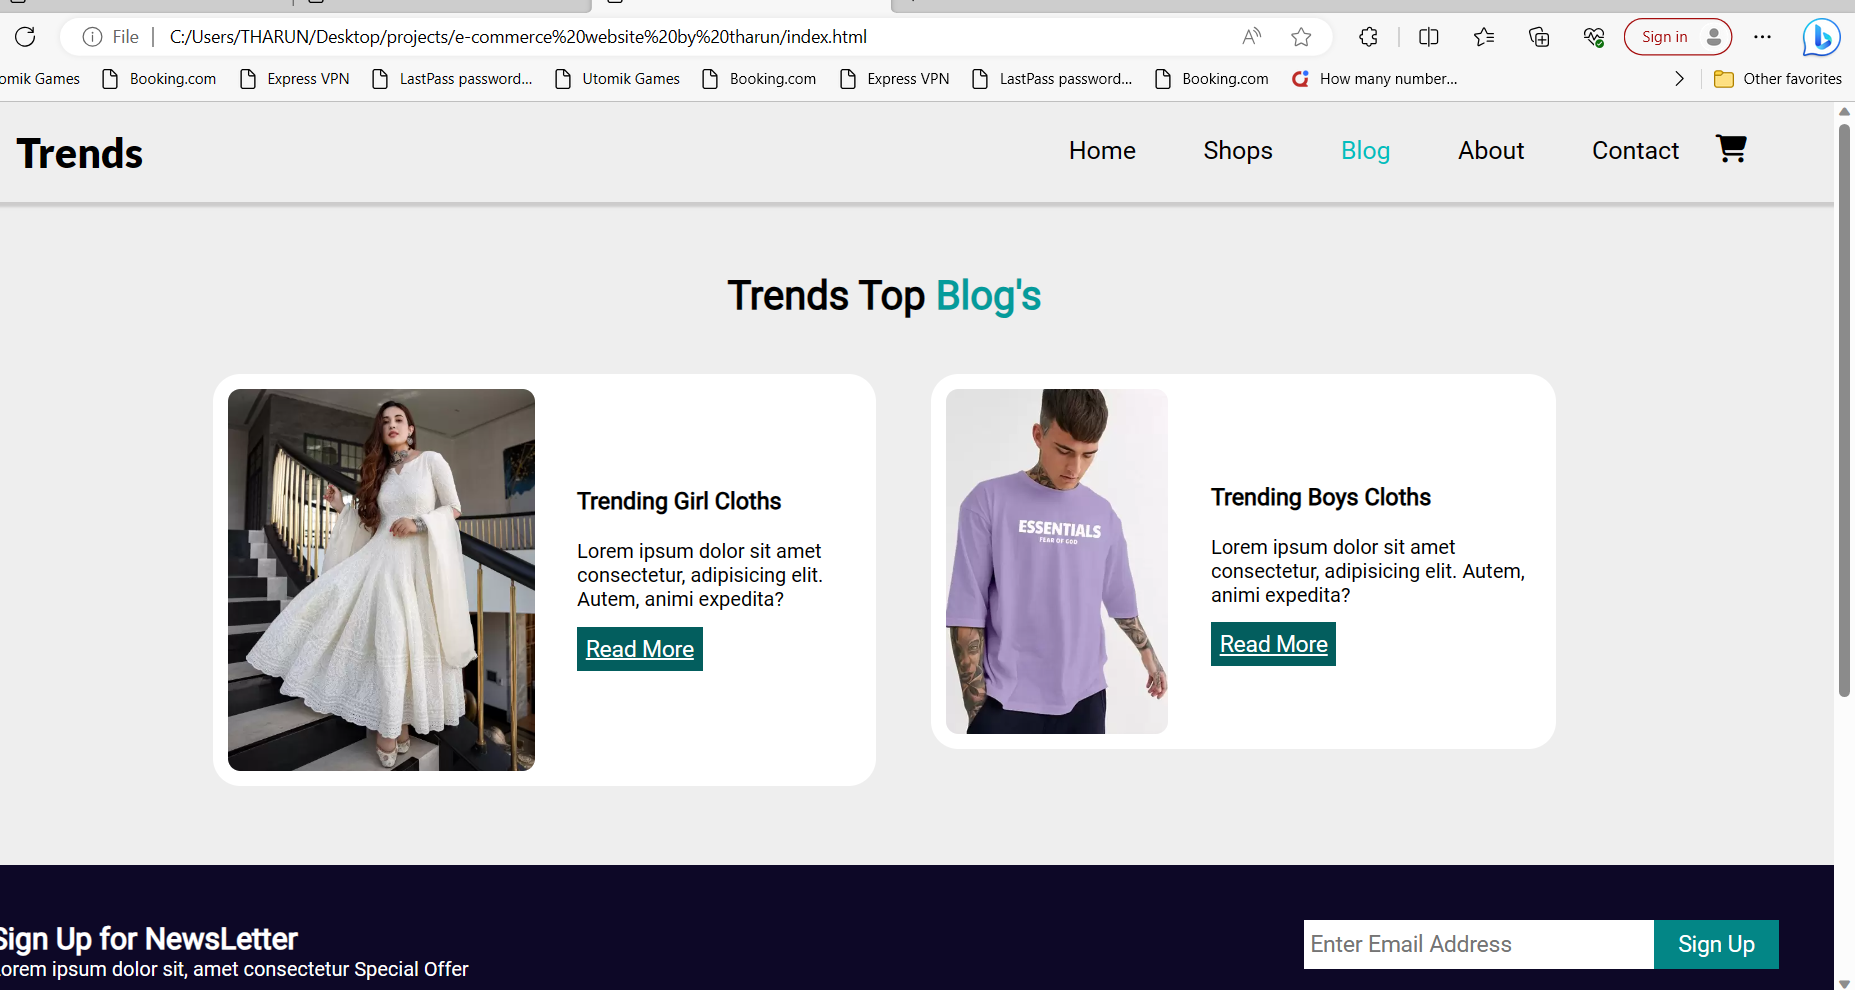 File C:/Users/THARUN/Desktop/projects/e-commerce%20website%20by%20tharun/index.html Sign in
omik Games Booking.com Express VPN LastPass password... Utomik Games Booking.com Express VPN LastPass password... Booking.com How many number... Other favorites
Trends Home Shops Blog About Contact
Trends Top Blog's
Trending Girl Cloths
Lorem ipsum dolor sit amet
consectetur, adipisicing elit.
Autem, animi expedita?
Read More
ESSENTIALS
FEAR OF GOD
Trending Boys Cloths
Lorem ipsum dolor sit amet
consectetur, adipisicing elit. Autem,
animi expedita?
Read More
Sign Up for NewsLetter
orem ipsum dolor sit, amet consectetur Special Offer
Enter Email Address Sign Up